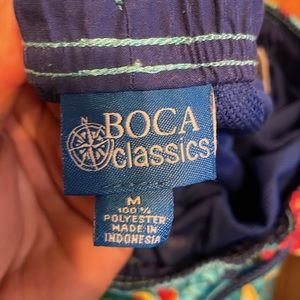 N
BOCA
classics
M
100%
POLYESTER
MADE IN
INDONESIA